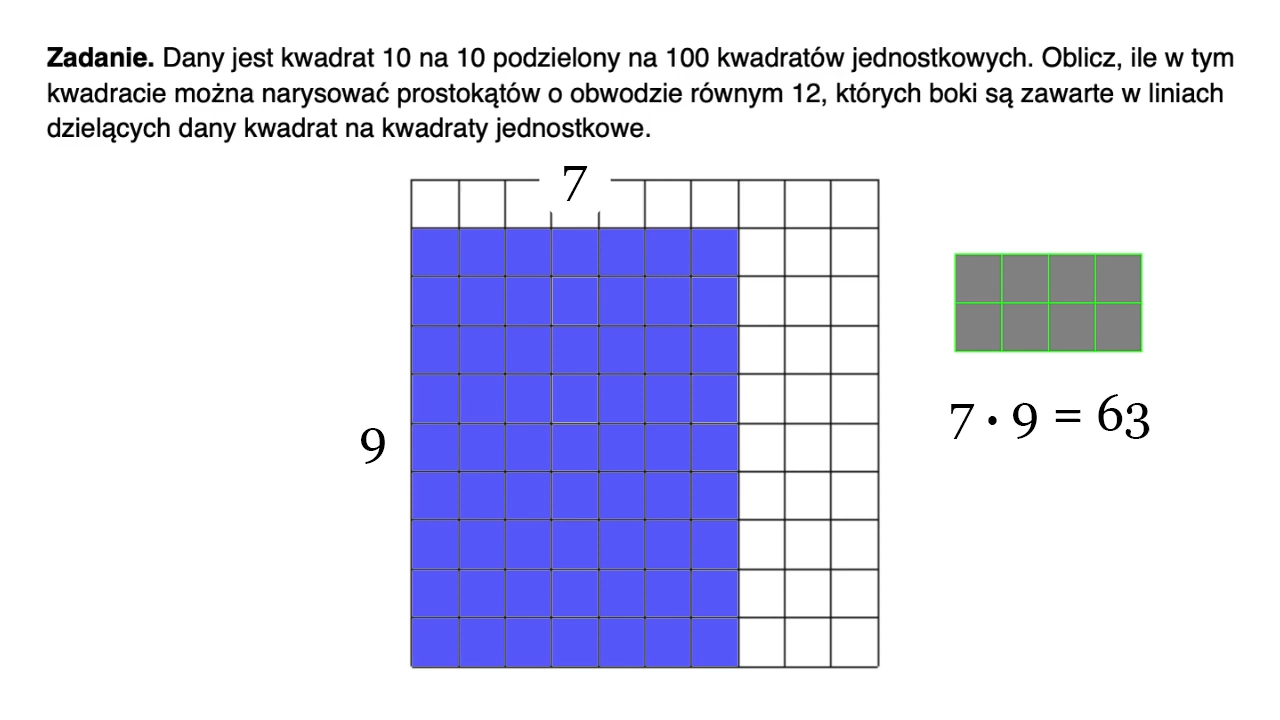 Zadanie. Dany jest kwadrat 10 na 10 podzielony na 100 kwadratów jednostkowych. Oblicz, ile w tym
kwadracie można narysować prostokątów o obwodzie równym 12, których boki są zawarte w liniach
dzielących dany kwadrat na kwadraty jednostkowe.
7
9
7 · 9 = 63